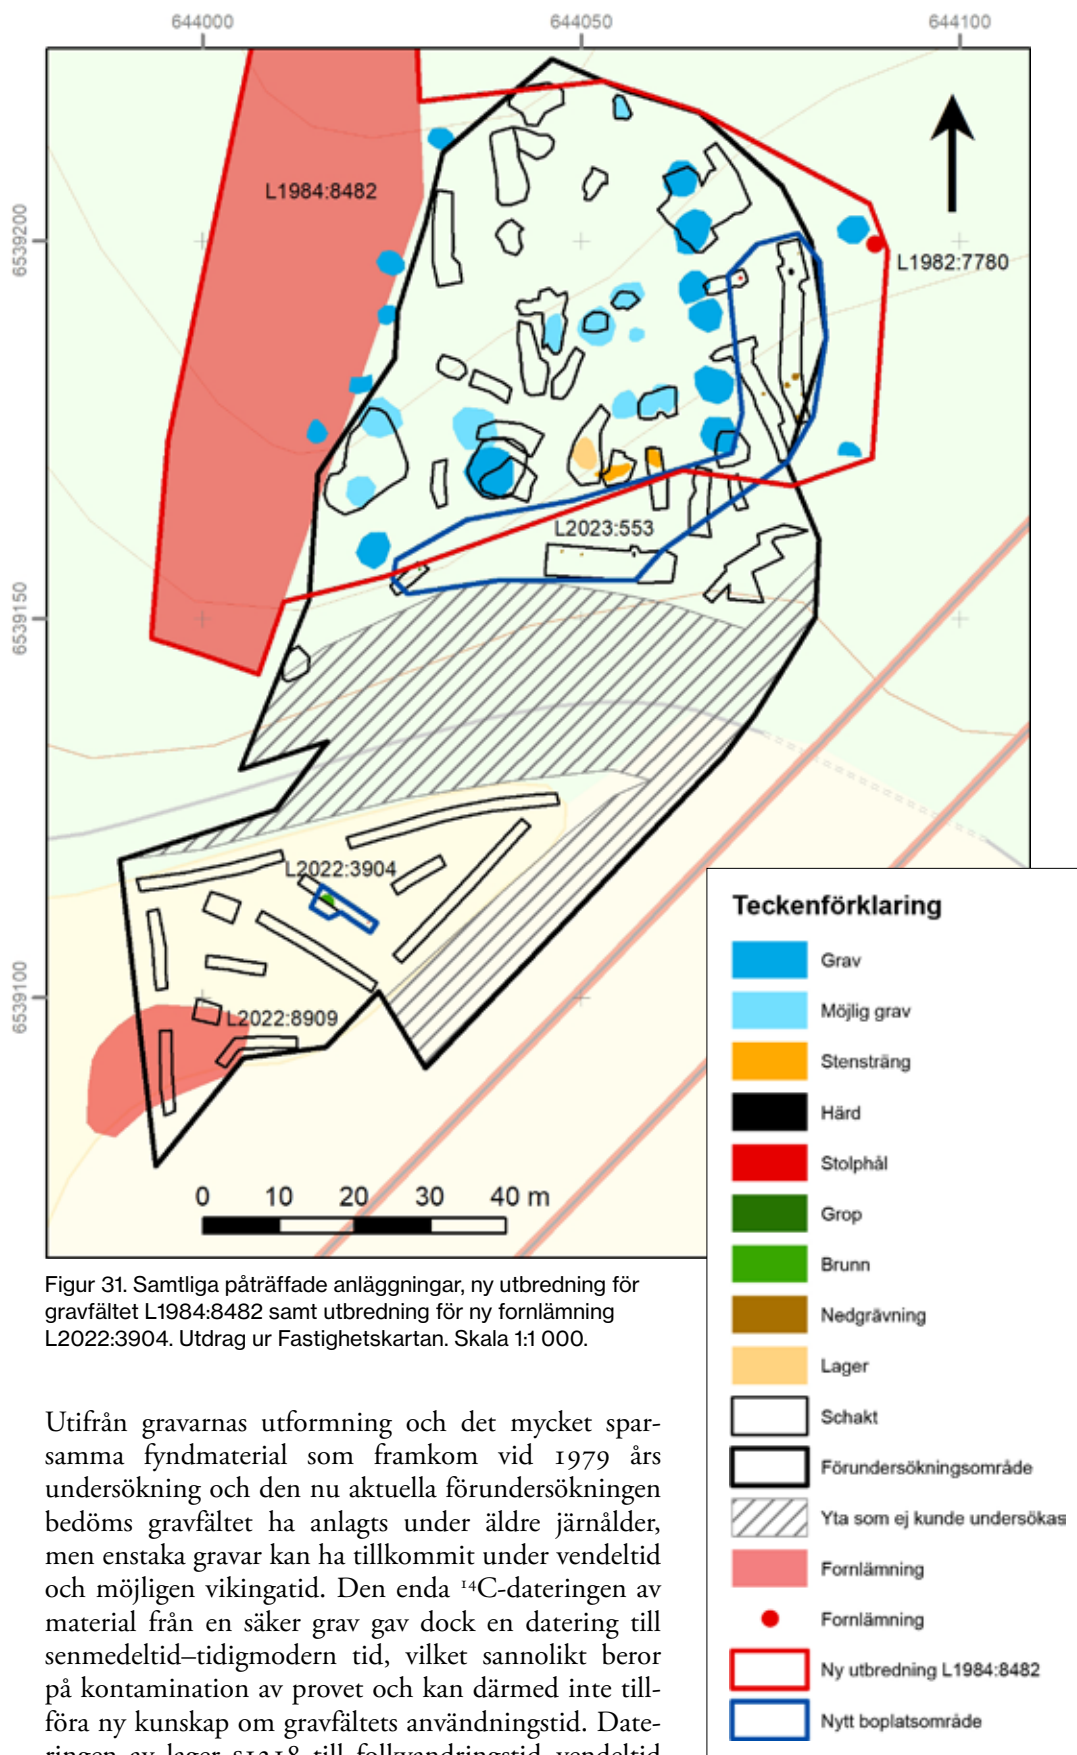 644000
644050
644100
6539200
6539150
6539100
L1984:8482
L1982:7780
L2023:553
L2022:3904
L2022:8909
0 10 20 30 40 m
Teckenförklaring
Grav
Möjlig grav
Stensträng
Härd
Stolphål
Grop
Brunn
Nedgrävning
Lager
Schakt
Förundersökningsområde
Yta som ej kunde undersökas
Fornlämning
Fornlämning
Ny utbredning L1984:8482
Nytt boplatsområde
Figur 31. Samtliga påträffade anläggningar, ny utbredning för
gravfältet L1984:8482 samt utbredning för ny fornlämning
L2022:3904. Utdrag ur Fastighetskartan. Skala 1:1 000.
Utifrån gravarnas utformning och det mycket spar-
samma fyndmaterial som framkom vid 1979 års
undersökning och den nu aktuella förundersökningen
bedöms gravfältet ha anlagts under äldre järnålder,
men enstaka gravar kan ha tillkommit under vendeltid
och möjligen vikingatid. Den enda ¹⁴C-dateringen av
material från en säker grav gav dock en datering till
senmedeltid–tidigmodern tid, vilket sannolikt beror
på kontamination av provet och kan därmed inte till-
föra ny kunskap om gravfältets användningstid. Date-
ringen av lager till folkvandringstid vendeltid